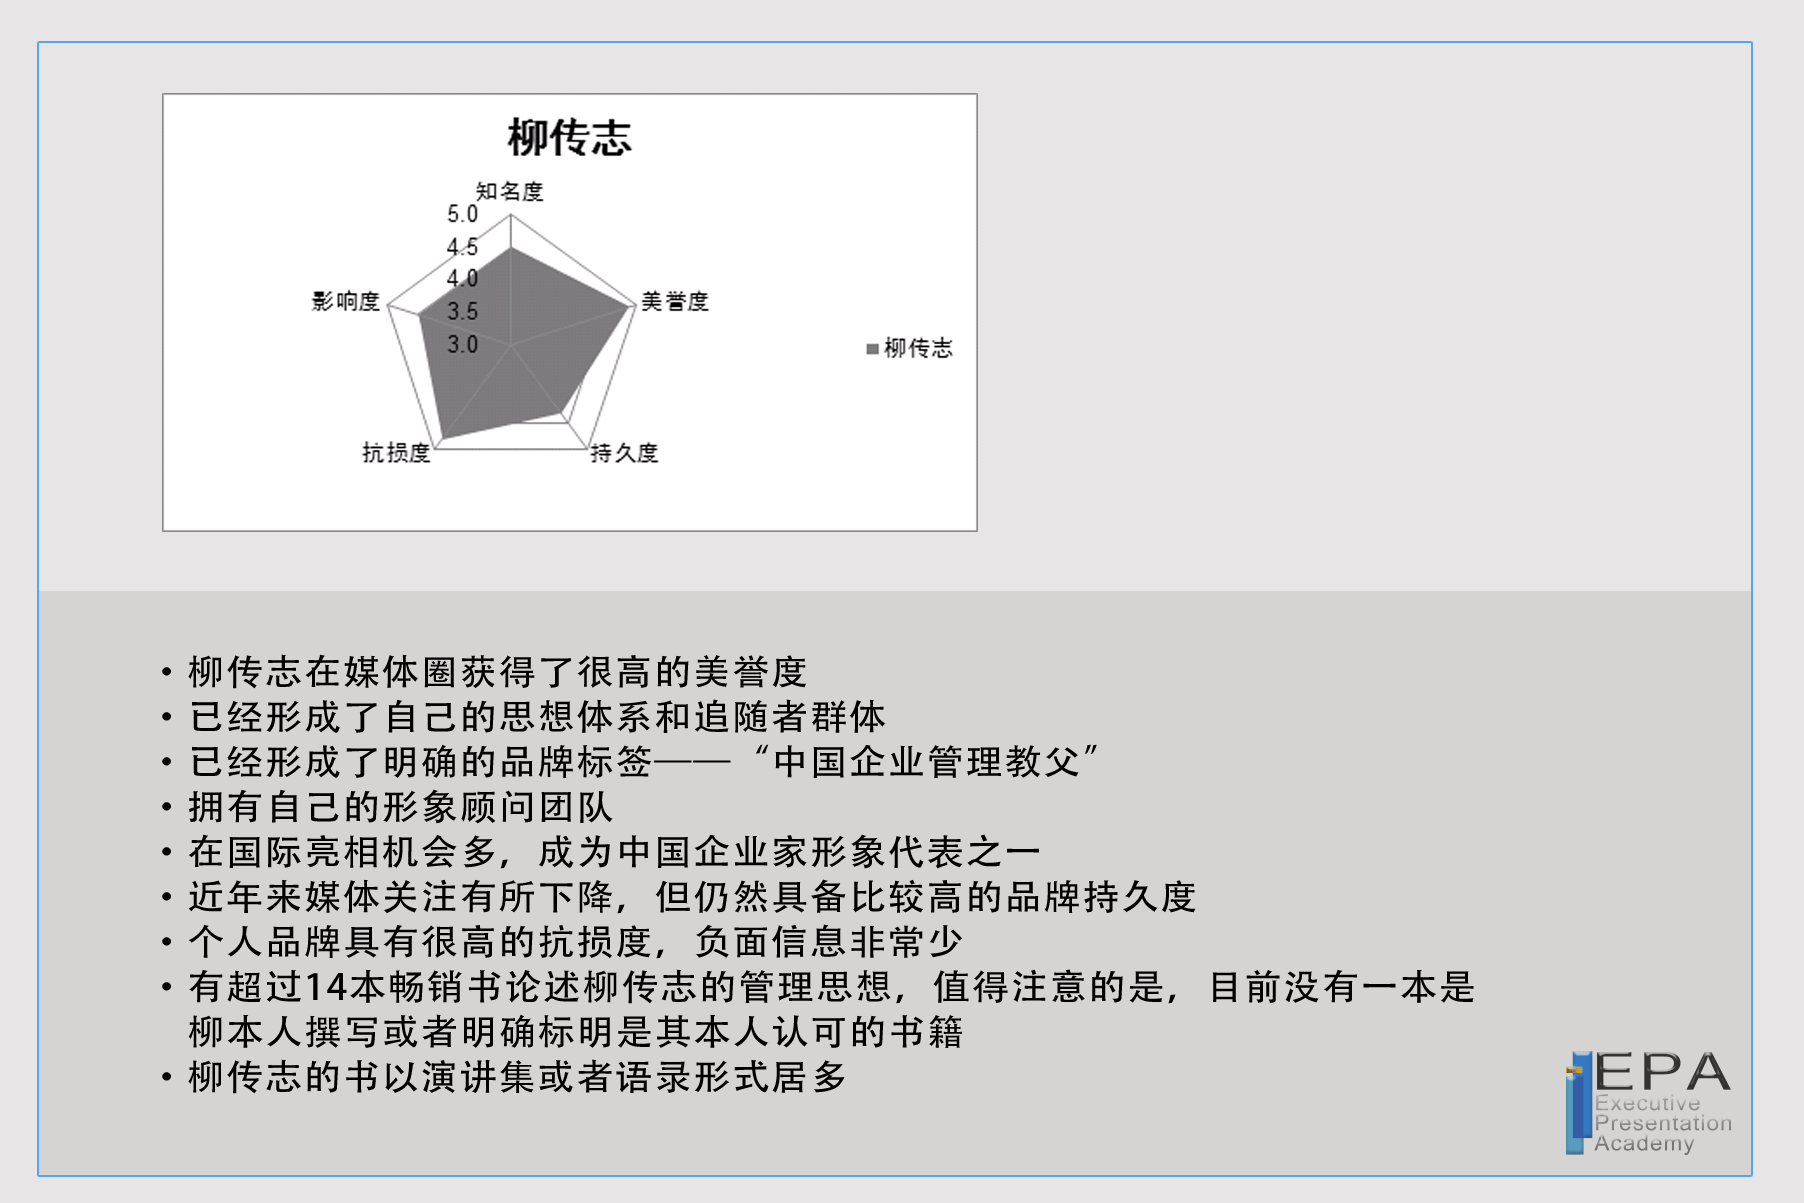 柳传志
知名度
5.0
4.5
4.0
3.5
3.0
影响度
美誉度
柳传志
抗损度
持久度
• 柳传志在媒体圈获得了很高的美誉度
• 已经形成了自己的思想体系和追随者群体
• 已经形成了明确的品牌标签——“中国企业管理教父”
• 拥有自己的形象顾问团队
• 在国际亮相机会多，成为中国企业家形象代表之一
• 近年来媒体关注有所下降，但仍然具备比较高的品牌持久度
• 个人品牌具有很高的抗损度，负面信息非常少
• 有超过14本畅销书论述柳传志的管理思想，值得注意的是，目前没有一本是
柳本人撰写或者明确标明是其本人认可的书籍
• 柳传志的书以演讲集或者语录形式居多
EPA
Executive
Presentation
Academy